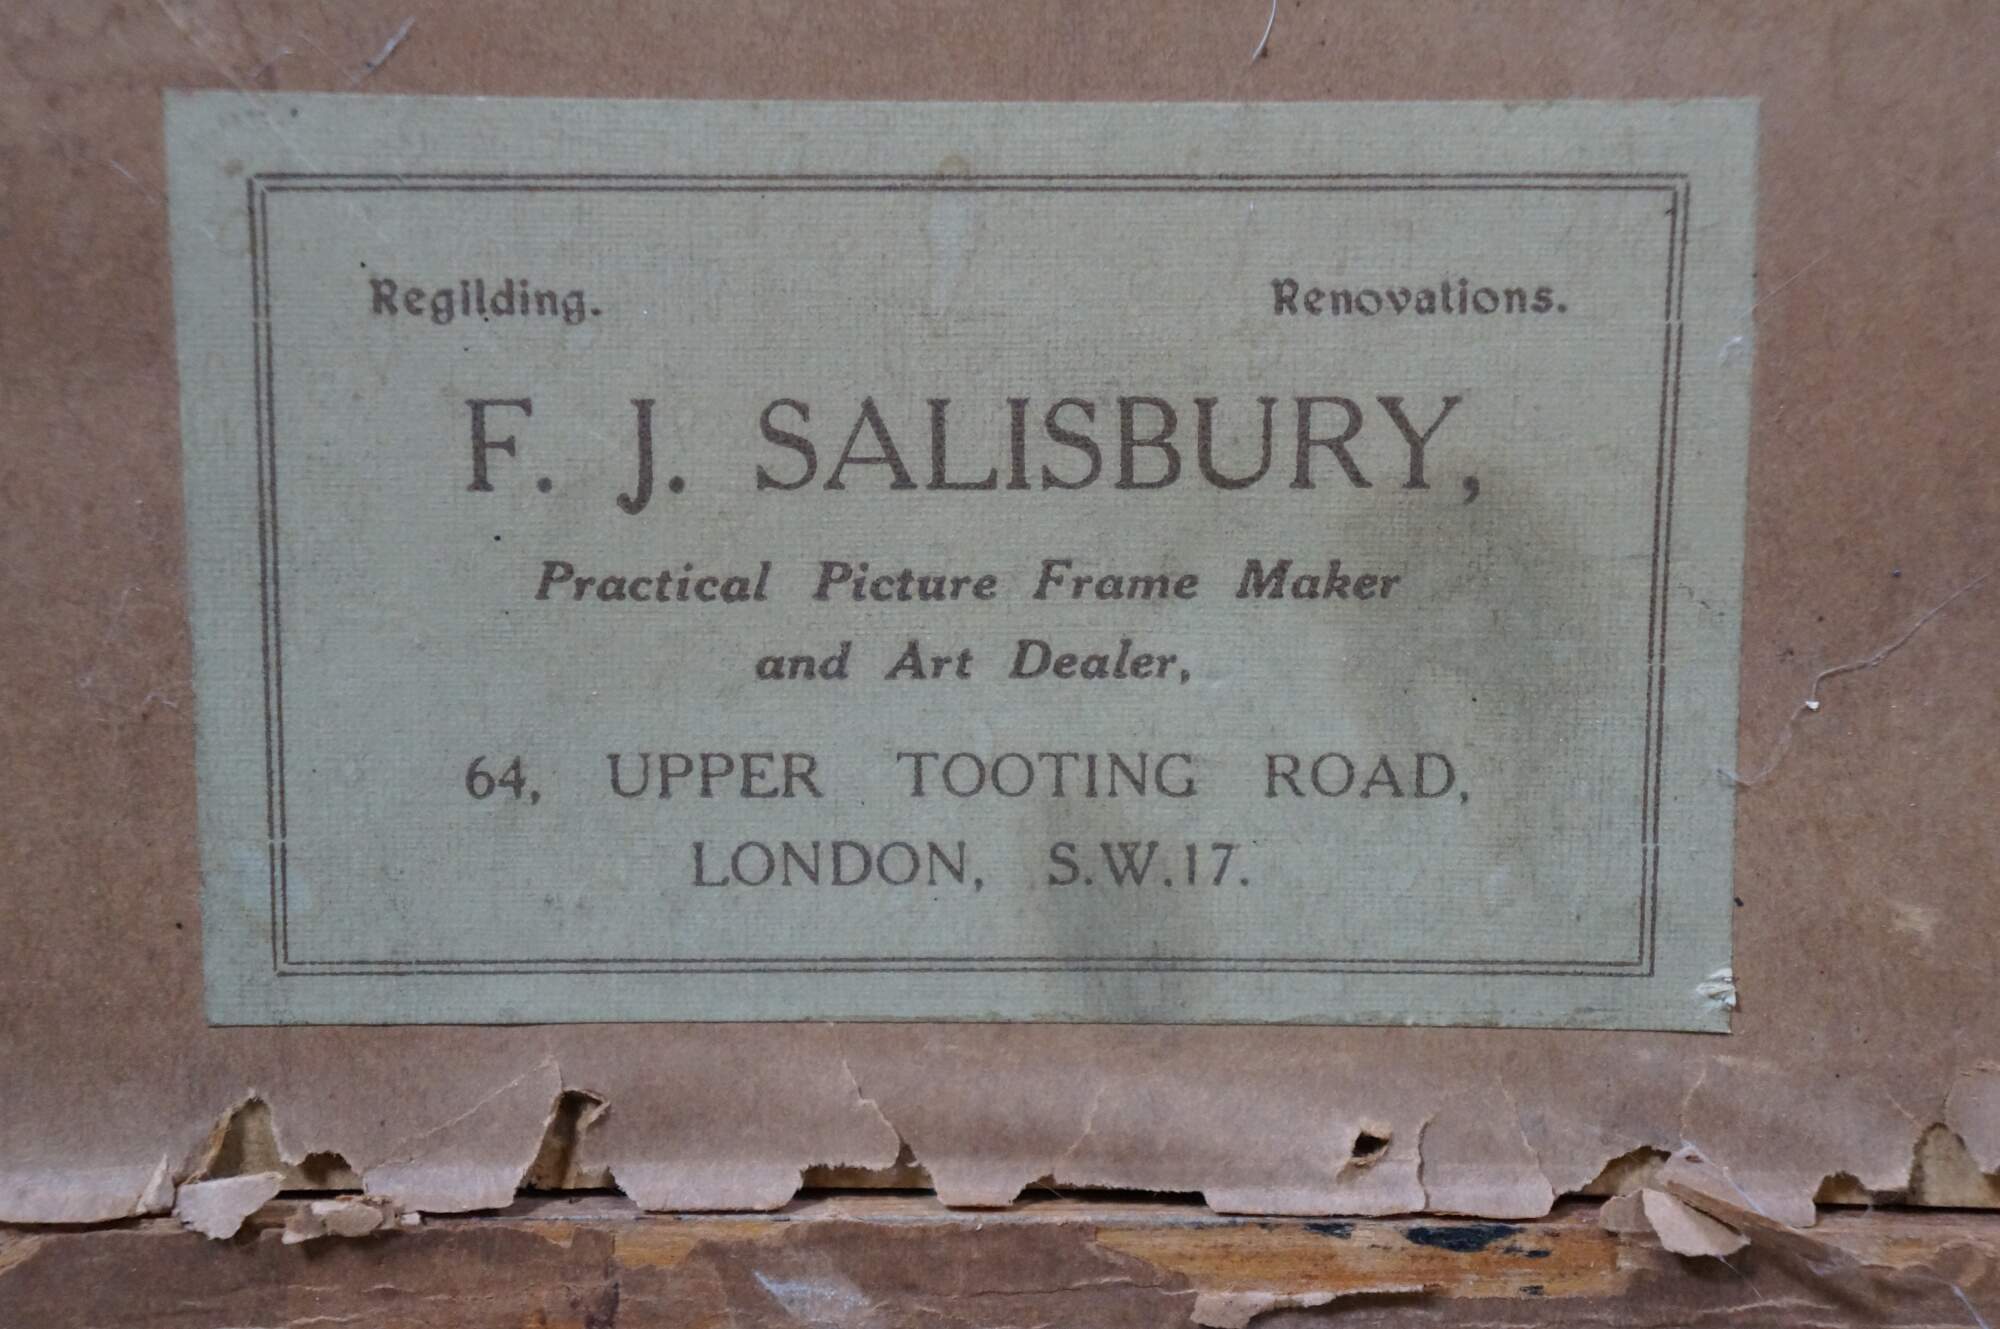 Regilding. Renovations.
F. J. SALISBURY,
Practical Picture Frame Maker
and Art Dealer,
64, UPPER TOOTING ROAD,
LONDON, S.W.17.